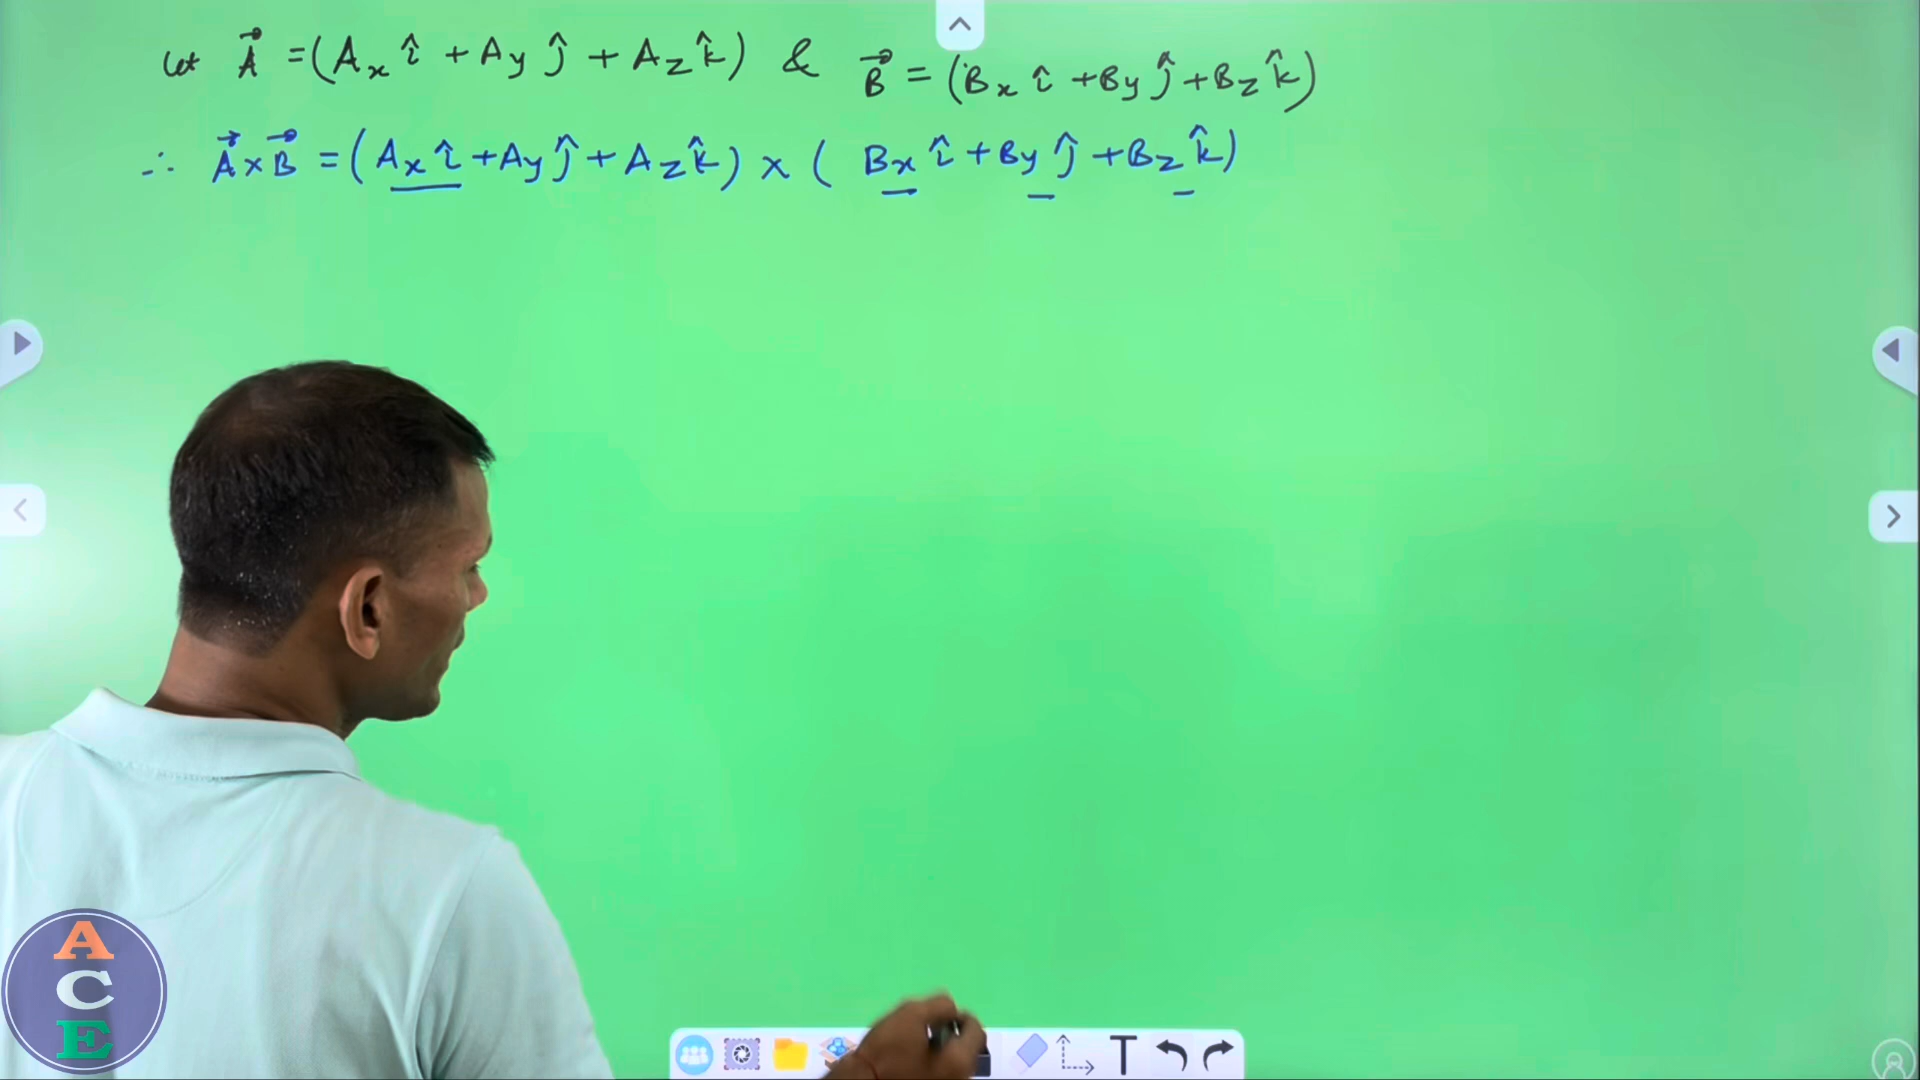 let A⃗ = (Aₓ î + Ay ĵ + Az k̂) & B⃗ = (Bₓ î + By ĵ + Bz k̂)
∴ A⃗ × B⃗ = (Aₓ î + Ay ĵ + Az k̂) × ( Bₓ î + By ĵ + Bz k̂)
A
C
E
T